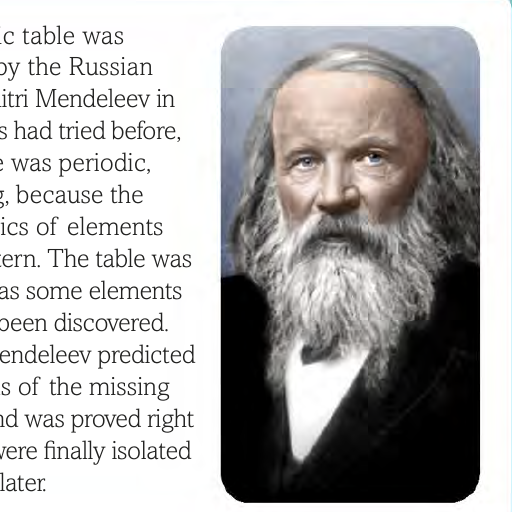 ic table was
by the Russian
itri Mendeleev in
s had tried before,
e was periodic,
g, because the
ics of elements
tern. The table was
as some elements
been discovered.
endeleev predicted
s of the missing
nd was proved right
were finally isolated
later.